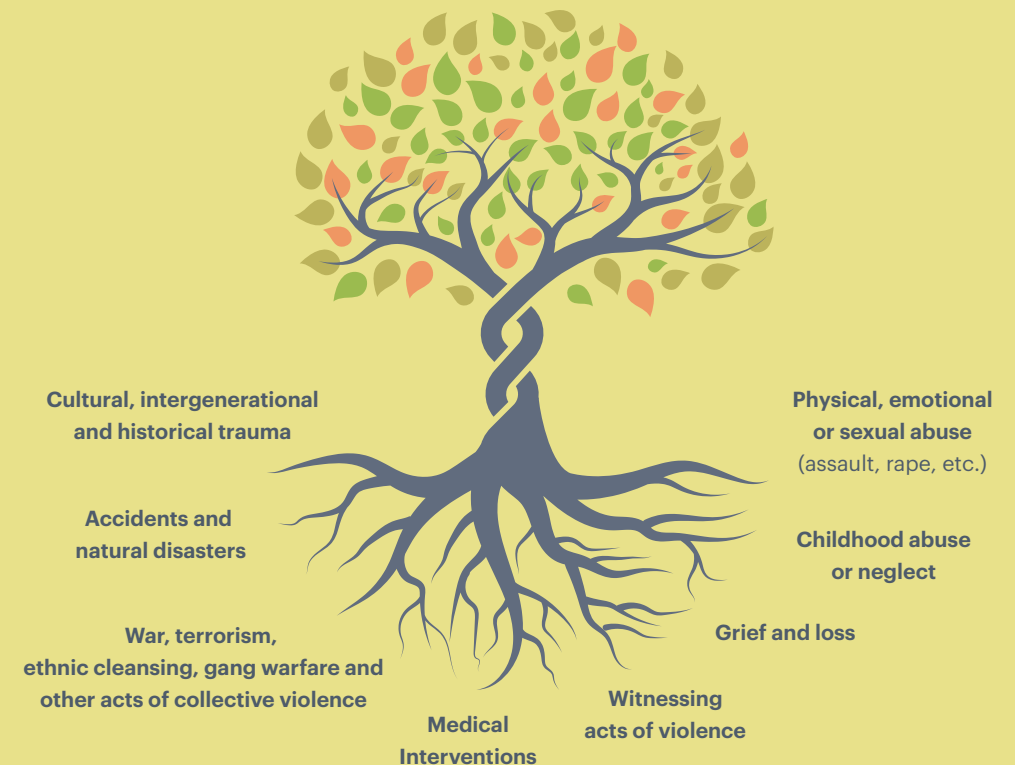 Cultural, intergenerational
and historical trauma
Physical, emotional
or sexual abuse
(assault, rape, etc.)
Accidents and
natural disasters
Childhood abuse
or neglect
War, terrorism,
ethnic cleansing, gang warfare and
other acts of collective violence
Grief and loss
Medical
Interventions
Witnessing
acts of violence